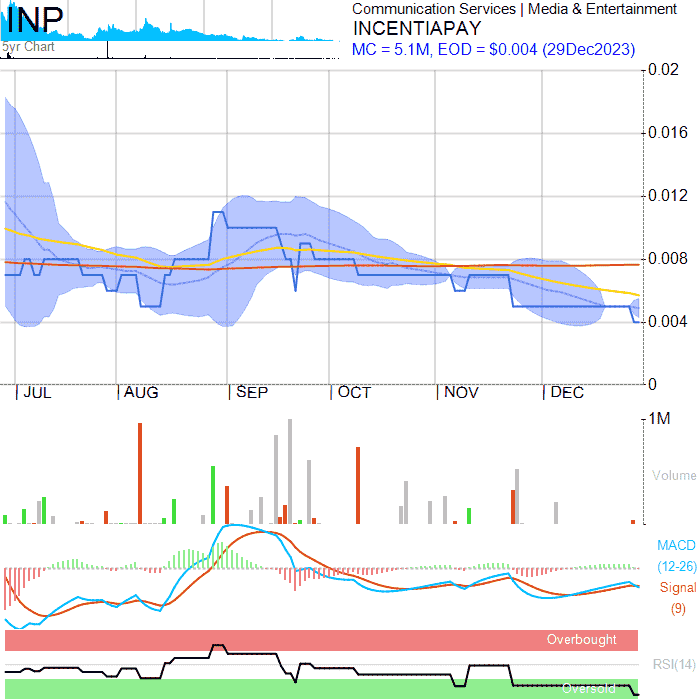 INP
5yr Chart
Communication Services | Media & Entertainment
INCENTIAPAY
MC = 5.1M, EOD = $0.004 (29Dec2023)
0.02
0.016
0.012
0.008
0.004
0
JUL AUG SEP OCT NOV DEC
1M
Volume
MACD
(12-26)
Signal
(9)
Overbought
RSI(14)
Oversold